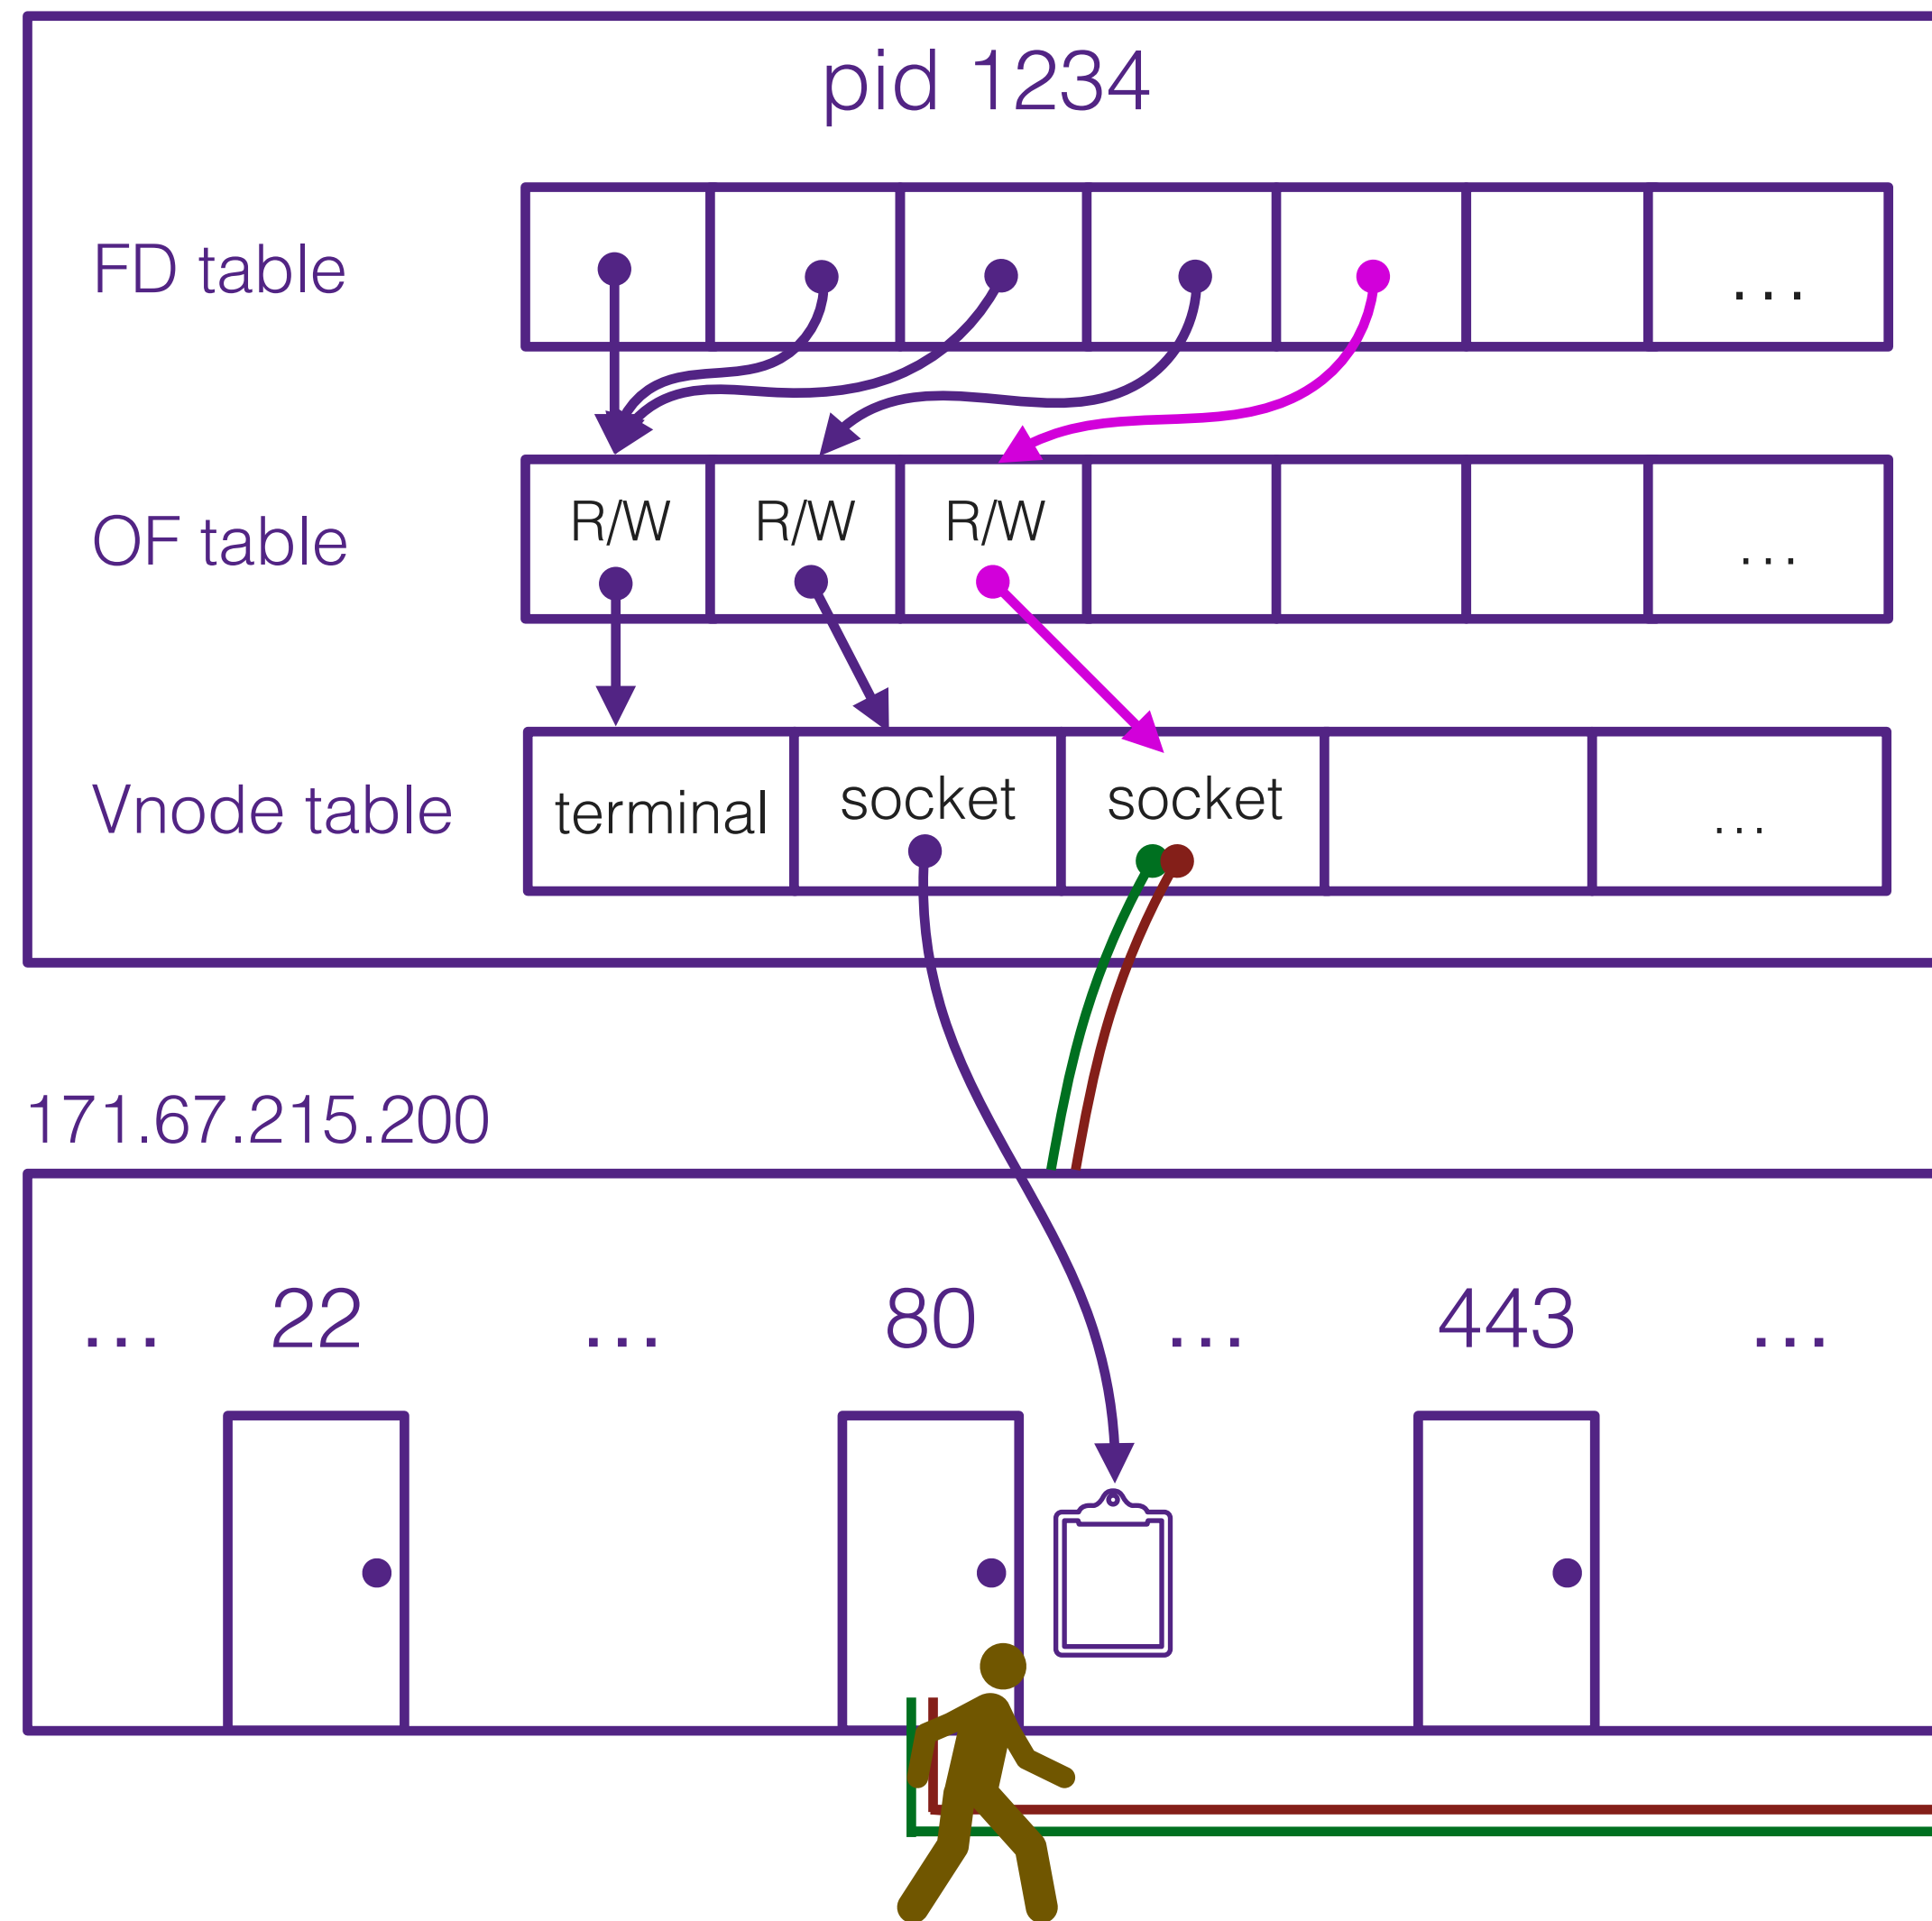 pid 1234
FD table
...
OF table
R/W R/W R/W ...
Vnode table
terminal socket socket ...
171.67.215.200
... 22 ... 80 ... 443 ...